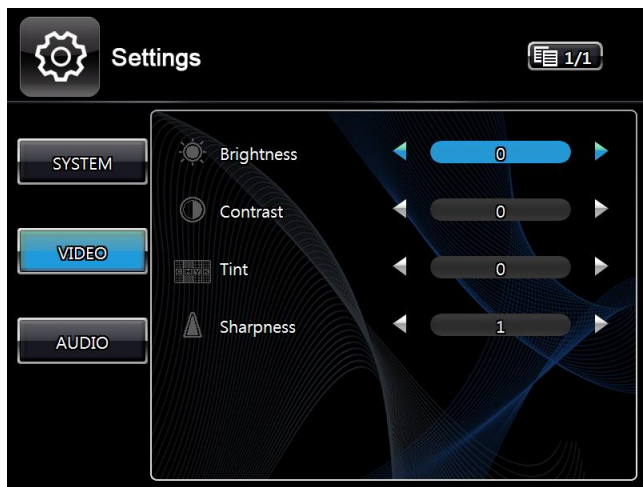 Settings
1/1
SYSTEM
VIDEO
AUDIO
Brightness 0
Contrast 0
Tint 0
Sharpness 1